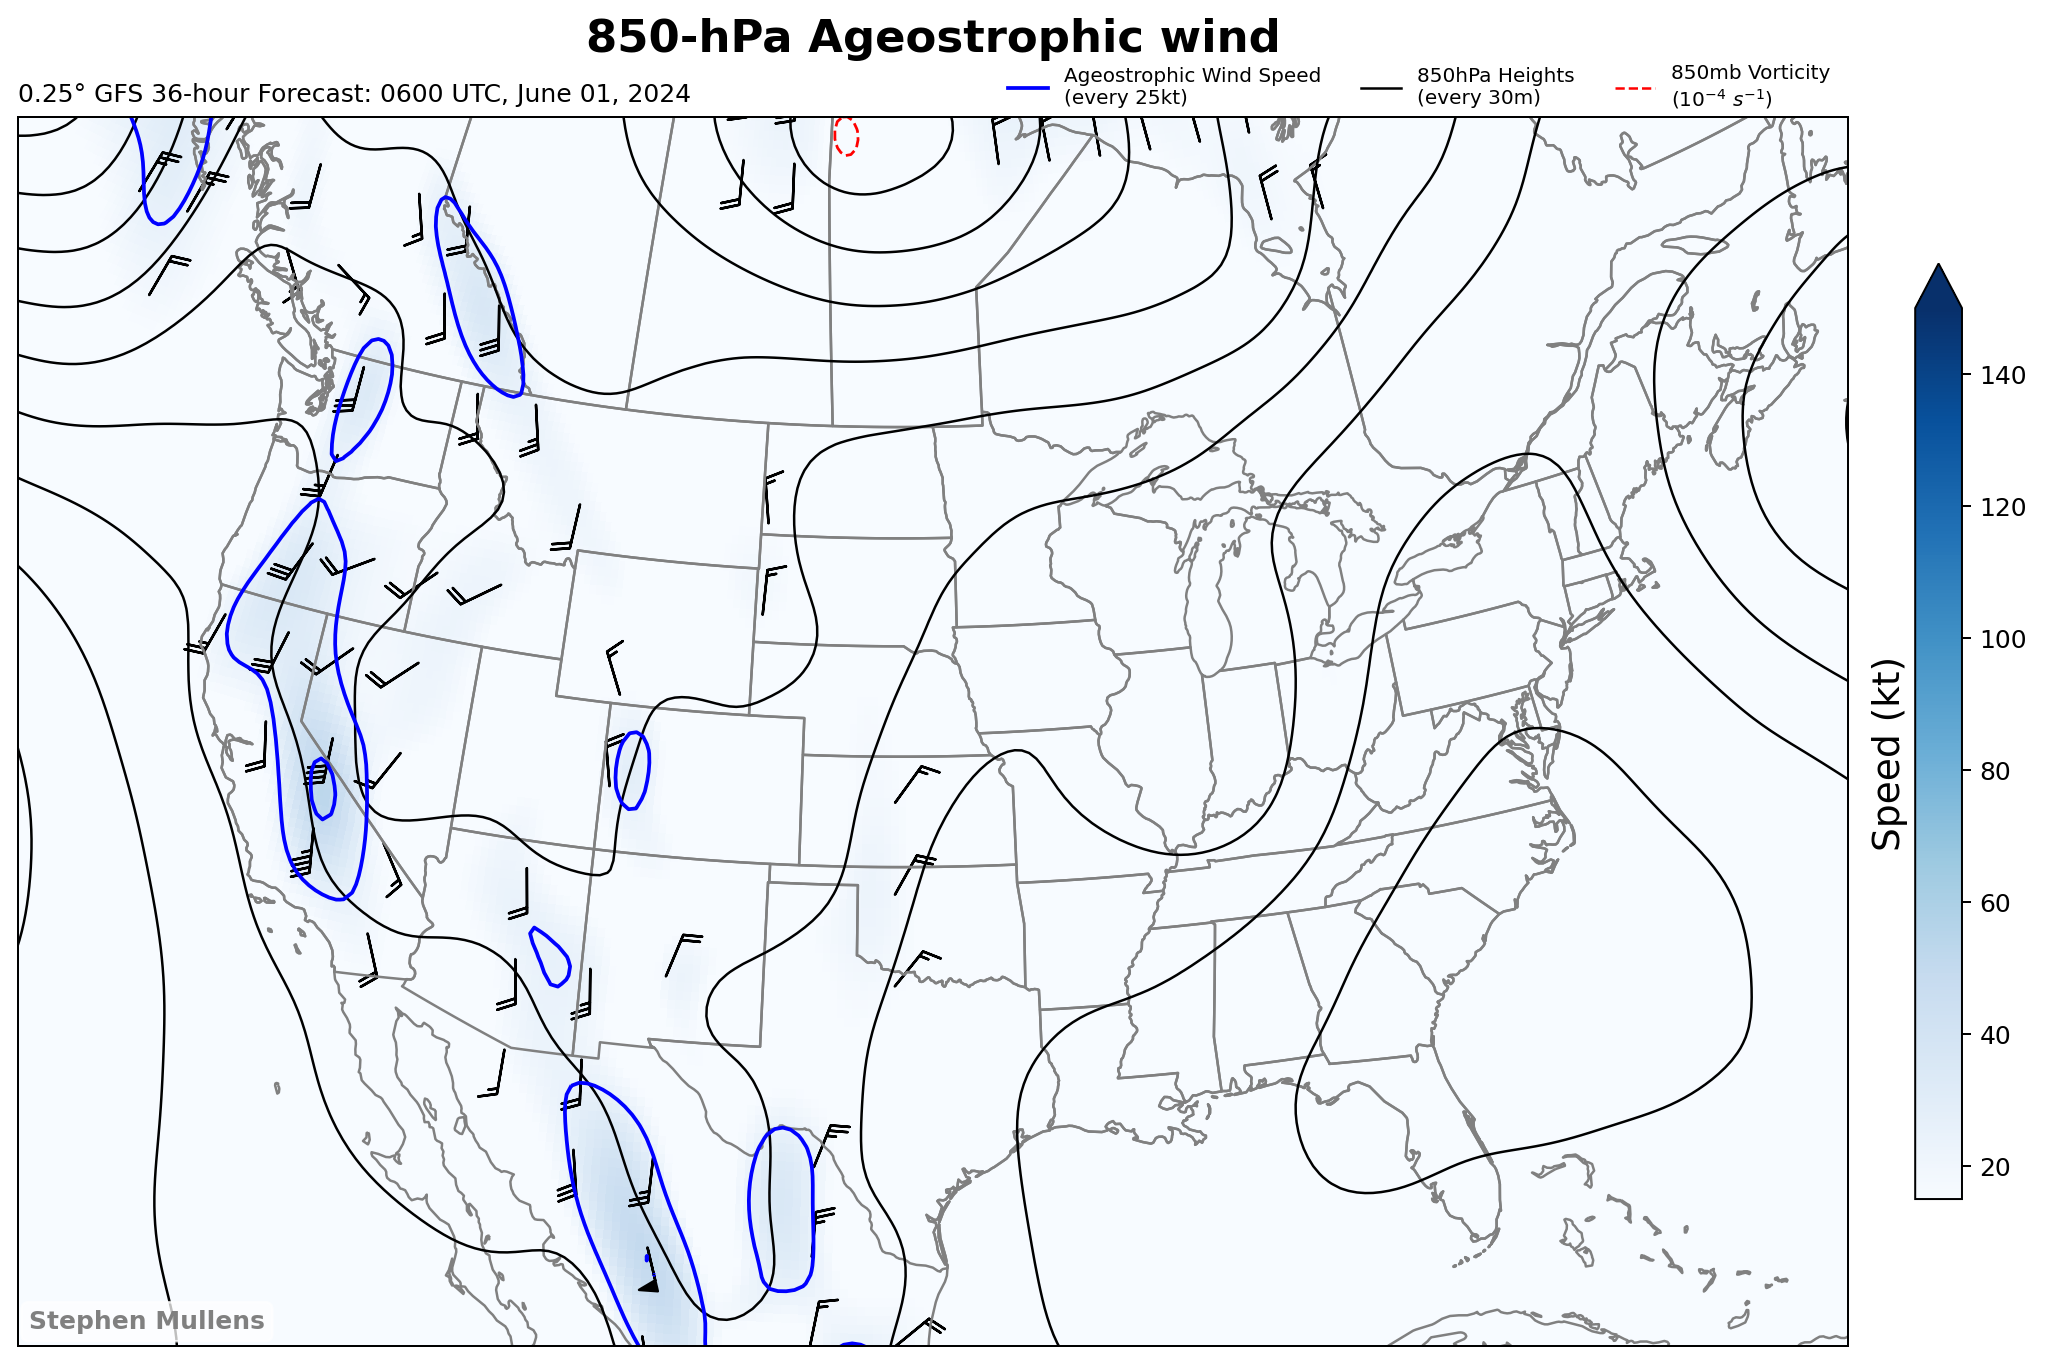 850-hPa Ageostrophic wind
0.25° GFS 36-hour Forecast: 0600 UTC, June 01, 2024
Ageostrophic Wind Speed
(every 25kt)
850hPa Heights
(every 30m)
850mb Vorticity
(10⁻⁴ s⁻¹)
140
120
100
80
60
40
20
Speed (kt)
Stephen Mullens